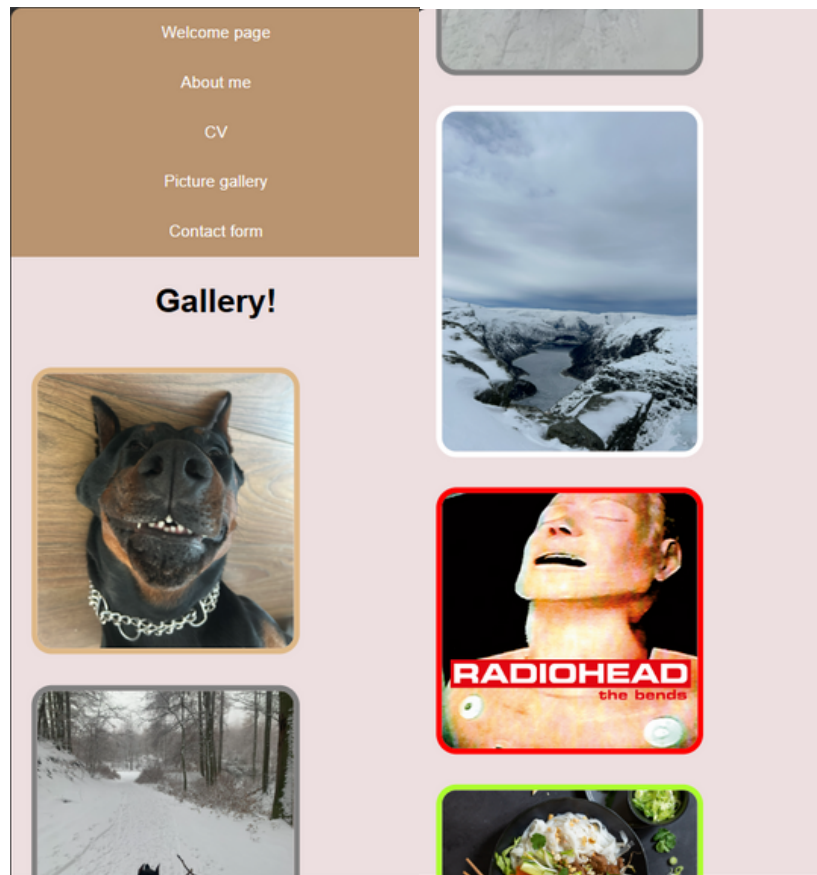 Welcome page
About me
CV
Picture gallery
Contact form
Gallery!
RADIOHEAD
the bends